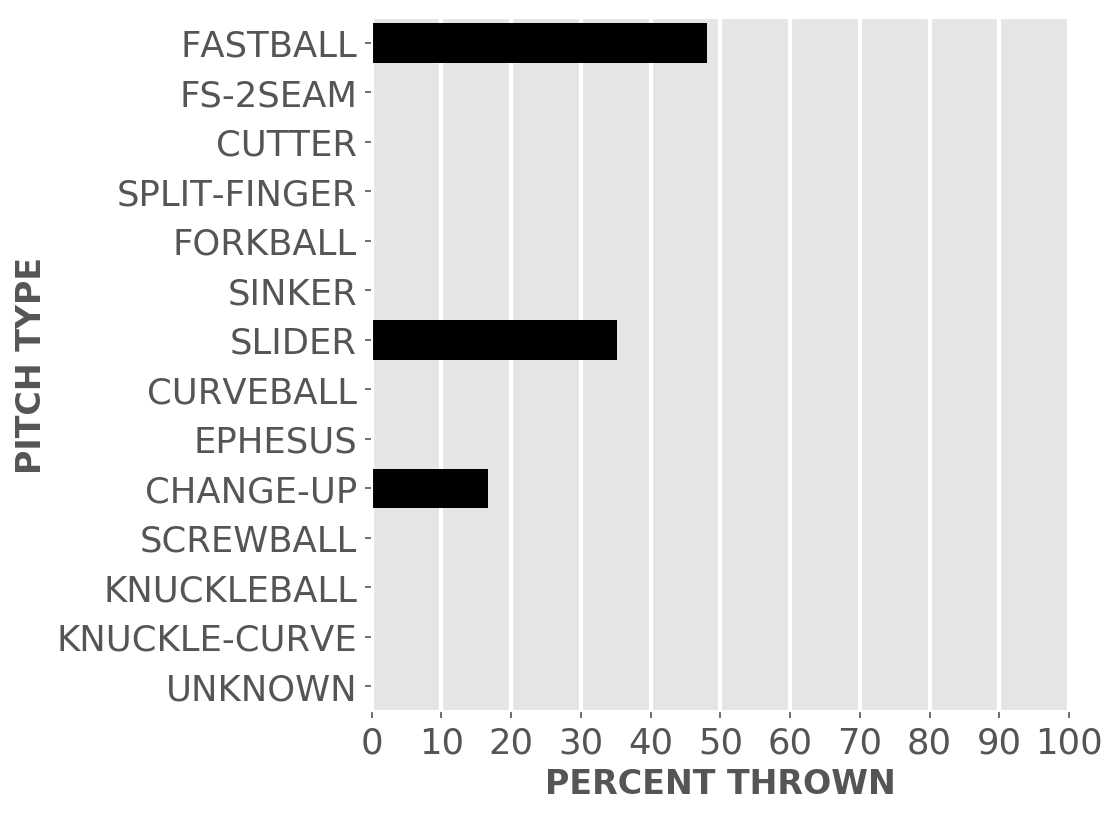 FASTBALL
FS-2SEAM
CUTTER
SPLIT-FINGER
FORKBALL
SINKER
SLIDER
CURVEBALL
EPHESUS
CHANGE-UP
SCREWBALL
KNUCKLEBALL
KNUCKLE-CURVE
UNKNOWN
PITCH TYPE
0 10 20 30 40 50 60 70 80 90 100
PERCENT THROWN